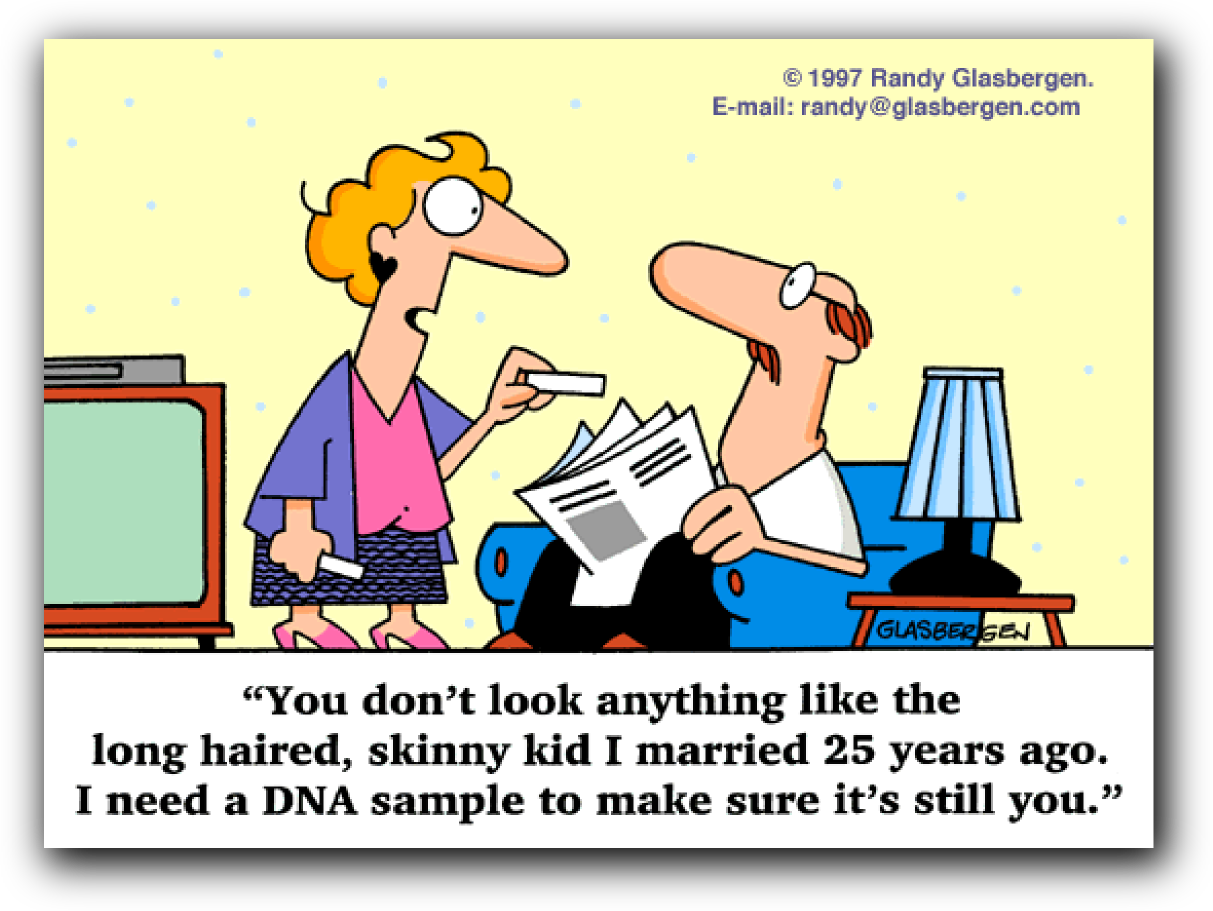 © 1997 Randy Glasbergen.
E-mail: randy@glasbergen.com
GLASBERGEN
“You don’t look anything like the
long haired, skinny kid I married 25 years ago.
I need a DNA sample to make sure it’s still you.”